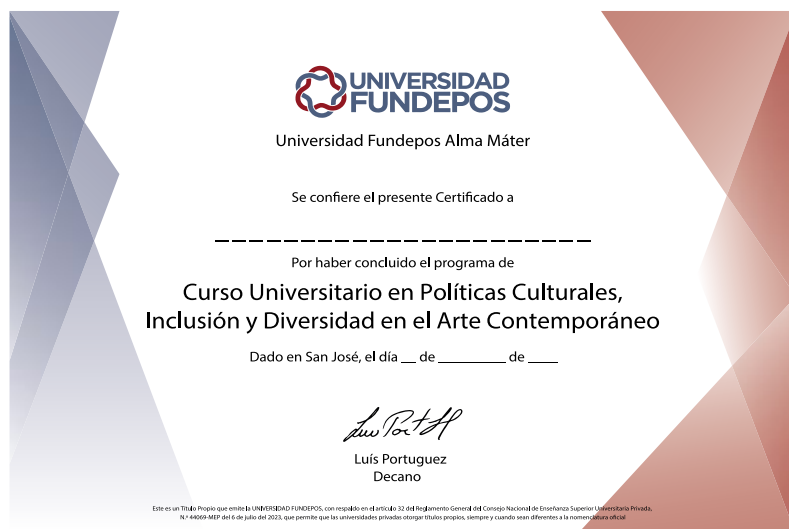 UNIVERSIDAD
FUNDEPOS
Universidad Fundepos Alma Máter
Se confiere el presente Certificado a
_ _ _ _ _ _ _ _ _ _ _ _ _ _ _ _ _ _ _ _ _ _ _
Por haber concluido el programa de
Curso Universitario en Políticas Culturales,
Inclusión y Diversidad en el Arte Contemporáneo
Dado en San José, el día __ de ________ de ____
Luís Portuguez
Decano
Este es un Título Propio que emite la UNIVERSIDAD FUNDEPOS, con respaldo en el artículo 32 del Reglamento General del Consejo Nacional de Enseñanza Superior Universitaria Privada,
N.º 44069-MEP del 6 de julio del 2023, que permite que las universidades privadas otorgar títulos propios, siempre y cuando sean diferentes a la nomenclatura oficial